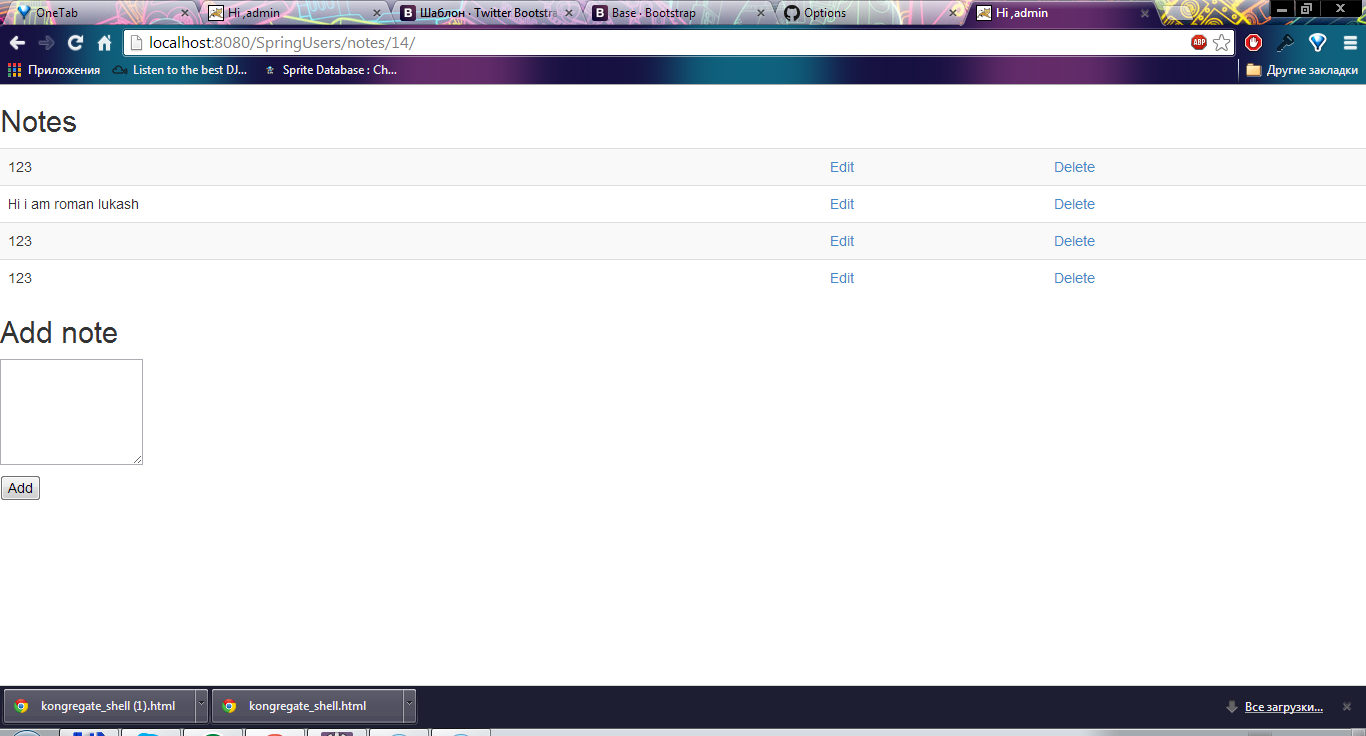 OneTab
Hi ,admin
Шаблон · Twitter Bootstra
Base · Bootstrap
Options
Hi ,admin
localhost:8080/SpringUsers/notes/14/
ABP
Приложения
Listen to the best DJ...
Sprite Database : Ch...
Другие закладки
Notes
123 Edit Delete
Hi i am roman lukash Edit Delete
123 Edit Delete
123 Edit Delete
Add note
Add
kongregate_shell (1).html
kongregate_shell.html
Все загрузки...